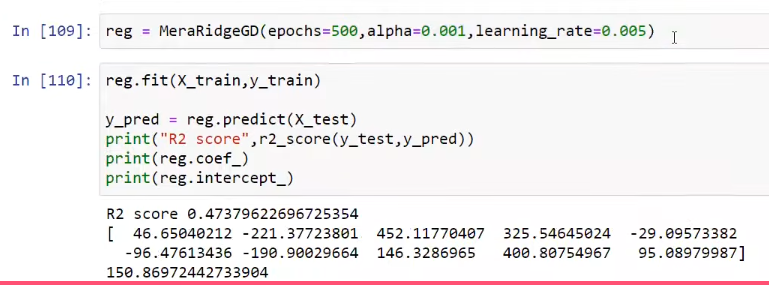 In [109]: reg = MeraRidgeGD(epochs=500,alpha=0.001,learning_rate=0.005)
In [110]: reg.fit(X_train,y_train)
y_pred = reg.predict(X_test)
print("R2 score",r2_score(y_test,y_pred))
print(reg.coef_)
print(reg.intercept_)
R2 score 0.47379622696725354
[ 46.65040212 -221.37723801 452.11770407 325.54645024 -29.09573382
-96.47613436 -190.90029664 146.3286965 400.80754967 95.08979987]
150.86972442733904